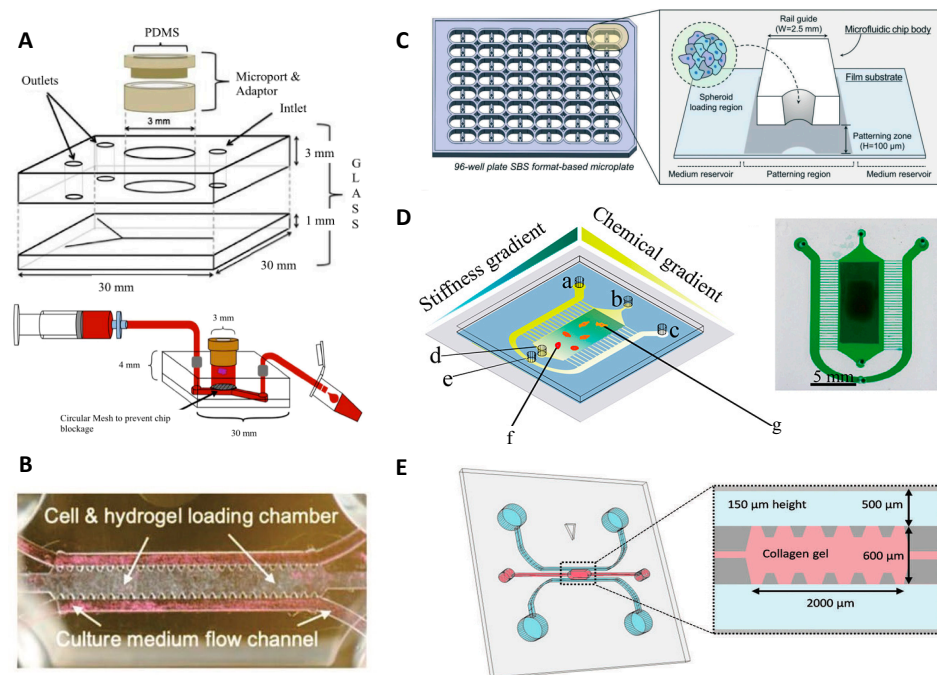 A
PDMS
Outlets
Microport &
Adaptor
Intlet
3 mm
3 mm
GLASS
1 mm
30 mm
30 mm
3 mm
4 mm
Circular Mesh to prevent chip
blockage
30 mm
B
Cell & hydrogel loading chamber
Culture medium flow channel
C
96-well plate SBS format-based microplate
Rail guide
(W=2.5 mm)
Microfluidic chip body
Film substrate
Spheroid
loading region
Patterning zone
(H=100 μm)
Medium reservoir
Patterning region
Medium reservoir
D
Stiffness gradient
Chemical gradient
a
b
c
d
e
f
g
5 mm
E
150 μm height
500 μm
Collagen gel
600 μm
2000 μm